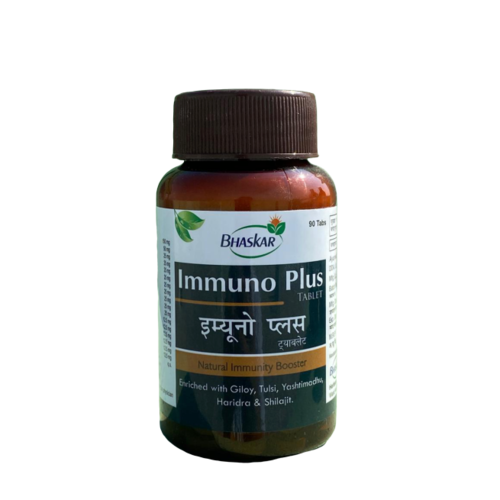 90 Tabs
BHASKAR
Immuno Plus
TABLET
इम्यूनो प्लस
ट्याबलेट
Natural Immunity Booster
Enriched with Giloy, Tulsi, Yashtimadhu,
Haridra & Shilajit.